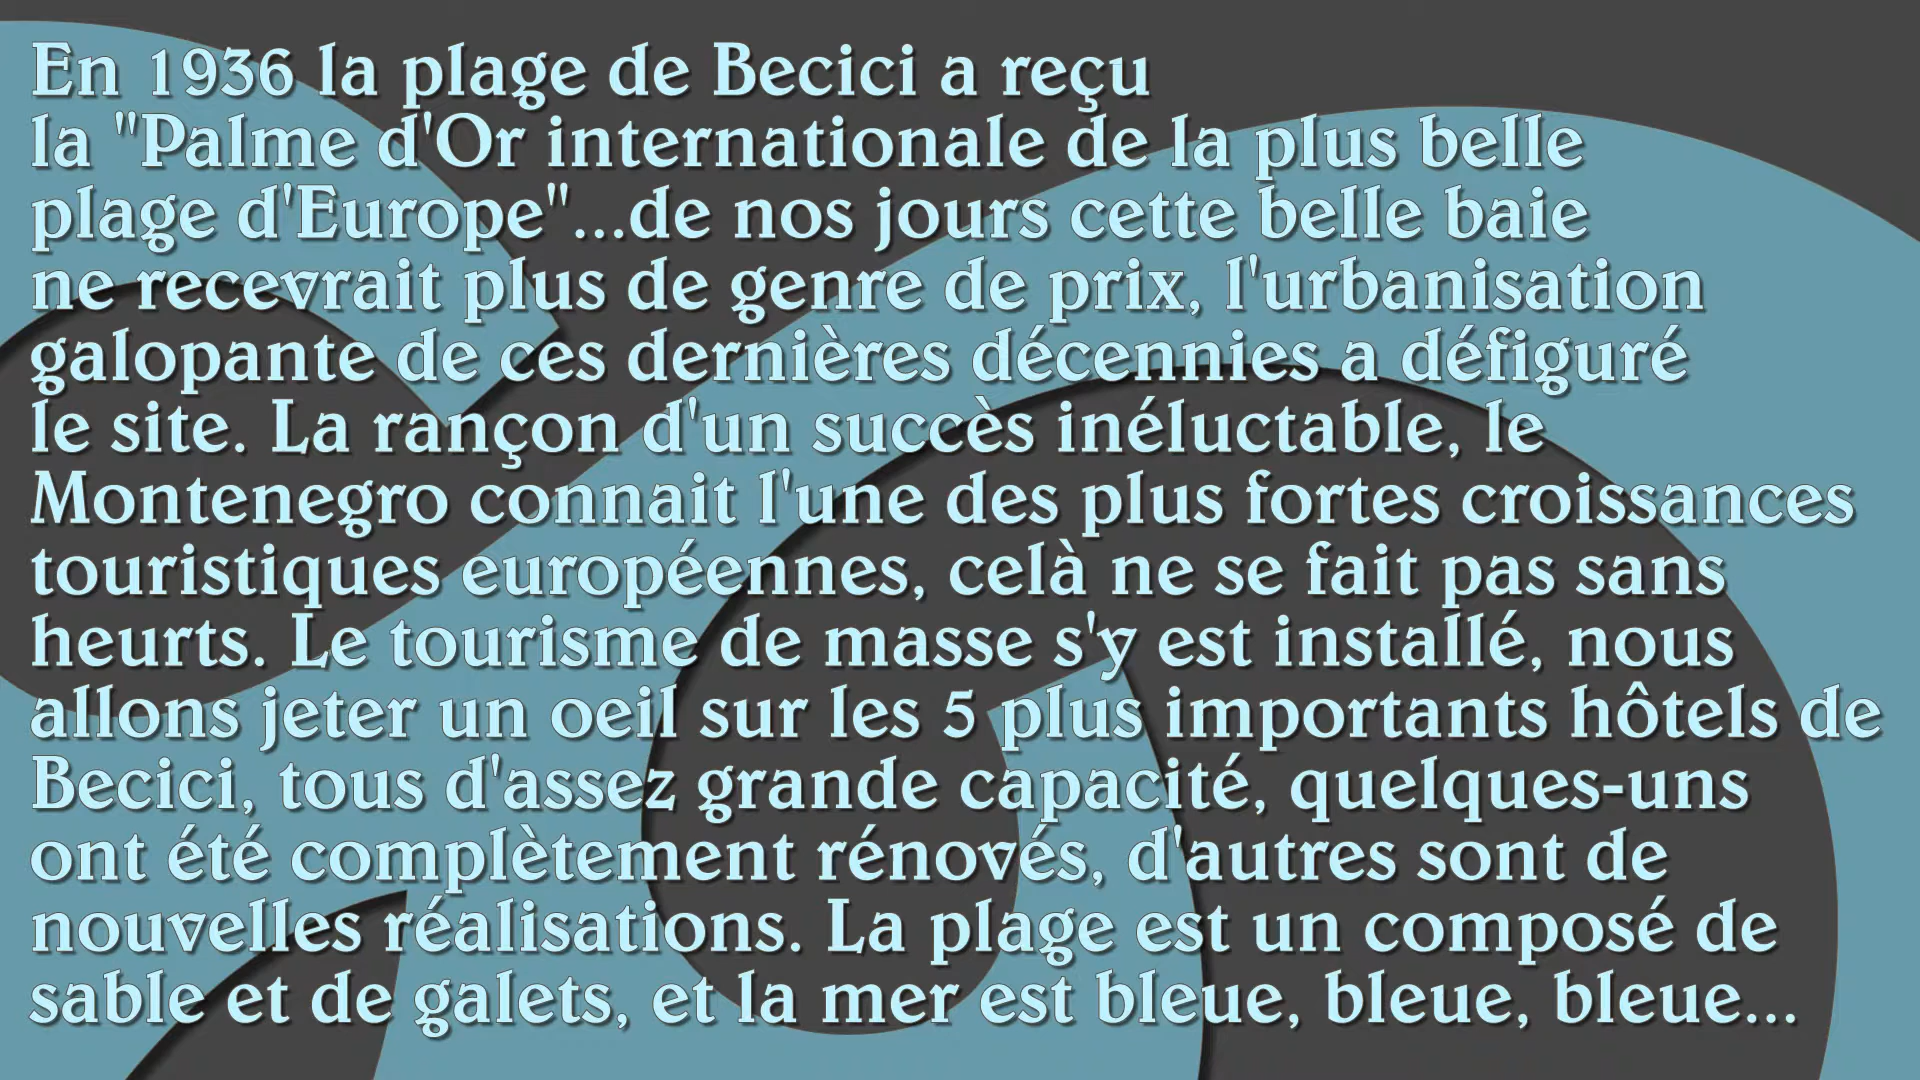 En 1936 la plage de Becici a reçu
la "Palme d'Or internationale de la plus belle
plage d'Europe"...de nos jours cette belle baie
ne recevrait plus de genre de prix, l'urbanisation
galopante de ces dernières décennies a défiguré
le site. La rançon d'un succès inéluctable, le
Montenegro connait l'une des plus fortes croissances
touristiques européennes, celà ne se fait pas sans
heurts. Le tourisme de masse s'y est installé, nous
allons jeter un oeil sur les 5 plus importants hôtels de
Becici, tous d'assez grande capacité, quelques-uns
ont été complètement rénovés, d'autres sont de
nouvelles réalisations. La plage est un composé de
sable et de galets, et la mer est bleue, bleue, bleue...